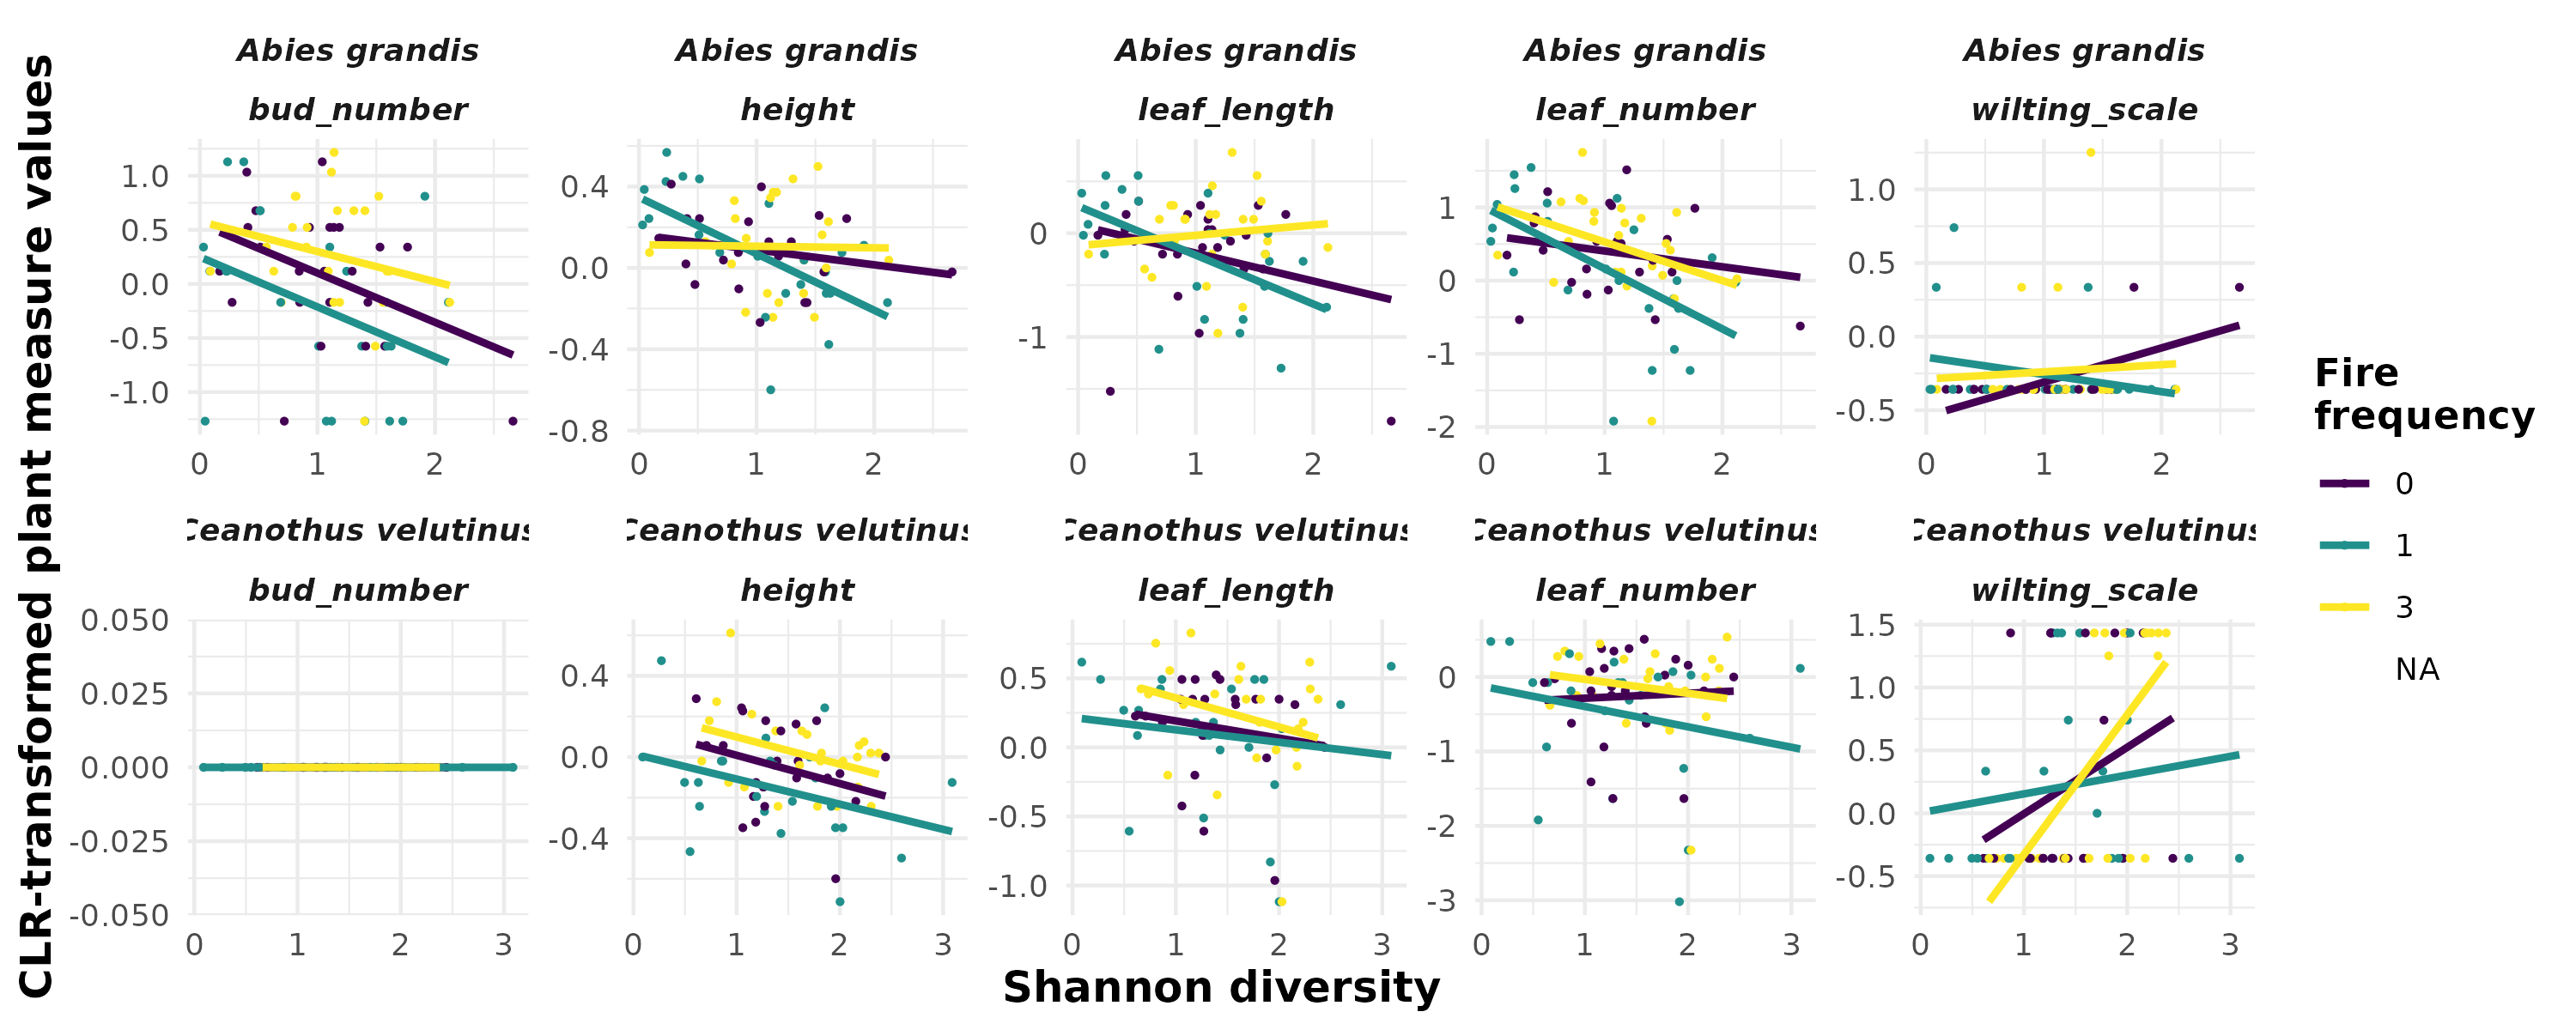 CLR-transformed plant measure values
Abies grandis
bud_number
Abies grandis
height
Abies grandis
leaf_length
Abies grandis
leaf_number
Abies grandis
wilting_scale
1.0
0.5
0.0
-0.5
-1.0
0 1 2
0.4
0.0
-0.4
-0.8
0 1 2
0
-1
0 1 2
1
0
-1
-2
0 1 2
1.0
0.5
0.0
-0.5
0 1 2
Ceanothus velutinus
bud_number
Ceanothus velutinus
height
Ceanothus velutinus
leaf_length
Ceanothus velutinus
leaf_number
Ceanothus velutinus
wilting_scale
0.050
0.025
0.000
-0.025
-0.050
0 1 2 3
0.4
0.0
-0.4
0 1 2 3
0.5
0.0
-0.5
-1.0
0 1 2 3
0
-1
-2
-3
0 1 2 3
1.5
1.0
0.5
0.0
-0.5
0 1 2 3
Shannon diversity
Fire
frequency
0
1
3
NA